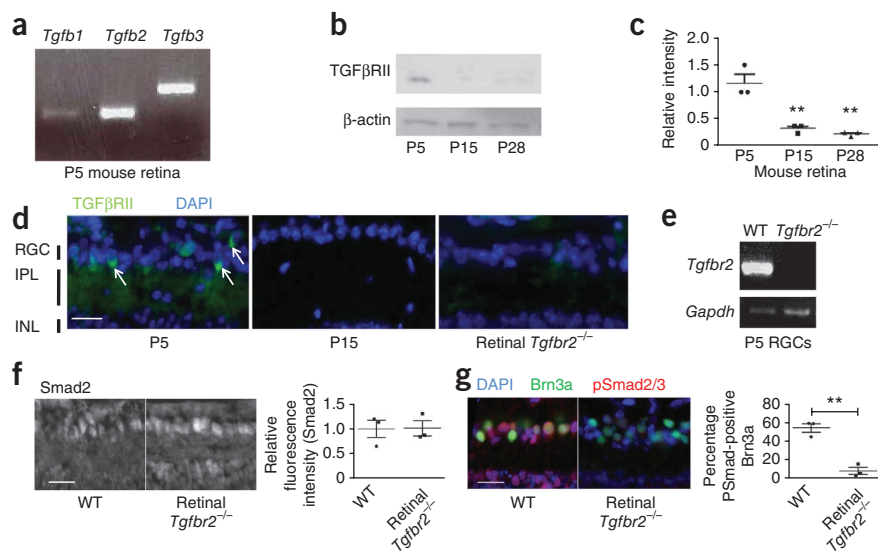 a
Tgfb1 Tgfb2 Tgfb3
P5 mouse retina
b
TGFβRII
β-actin
P5 P15 P28
c
Relative intensity
1.5
1.0
0.5
0
** **
P5 P15 P28
Mouse retina
d
TGFβRII DAPI
RGC
IPL
INL
P5 P15 Retinal Tgfbr2–/–
e
WT Tgfbr2–/–
Tgfbr2
Gapdh
P5 RGCs
f
Smad2
WT Retinal
Tgfbr2–/–
Relative
fluorescence
intensity (Smad2)
1.5
1.0
0.5
0
WT
Retinal
Tgfbr2–/–
g
DAPI Brn3a pSmad2/3
WT Retinal
Tgfbr2–/–
Percentage
PSmad-positive
Brn3a
80
60
40
20
0
**
WT
Retinal
Tgfbr2–/–